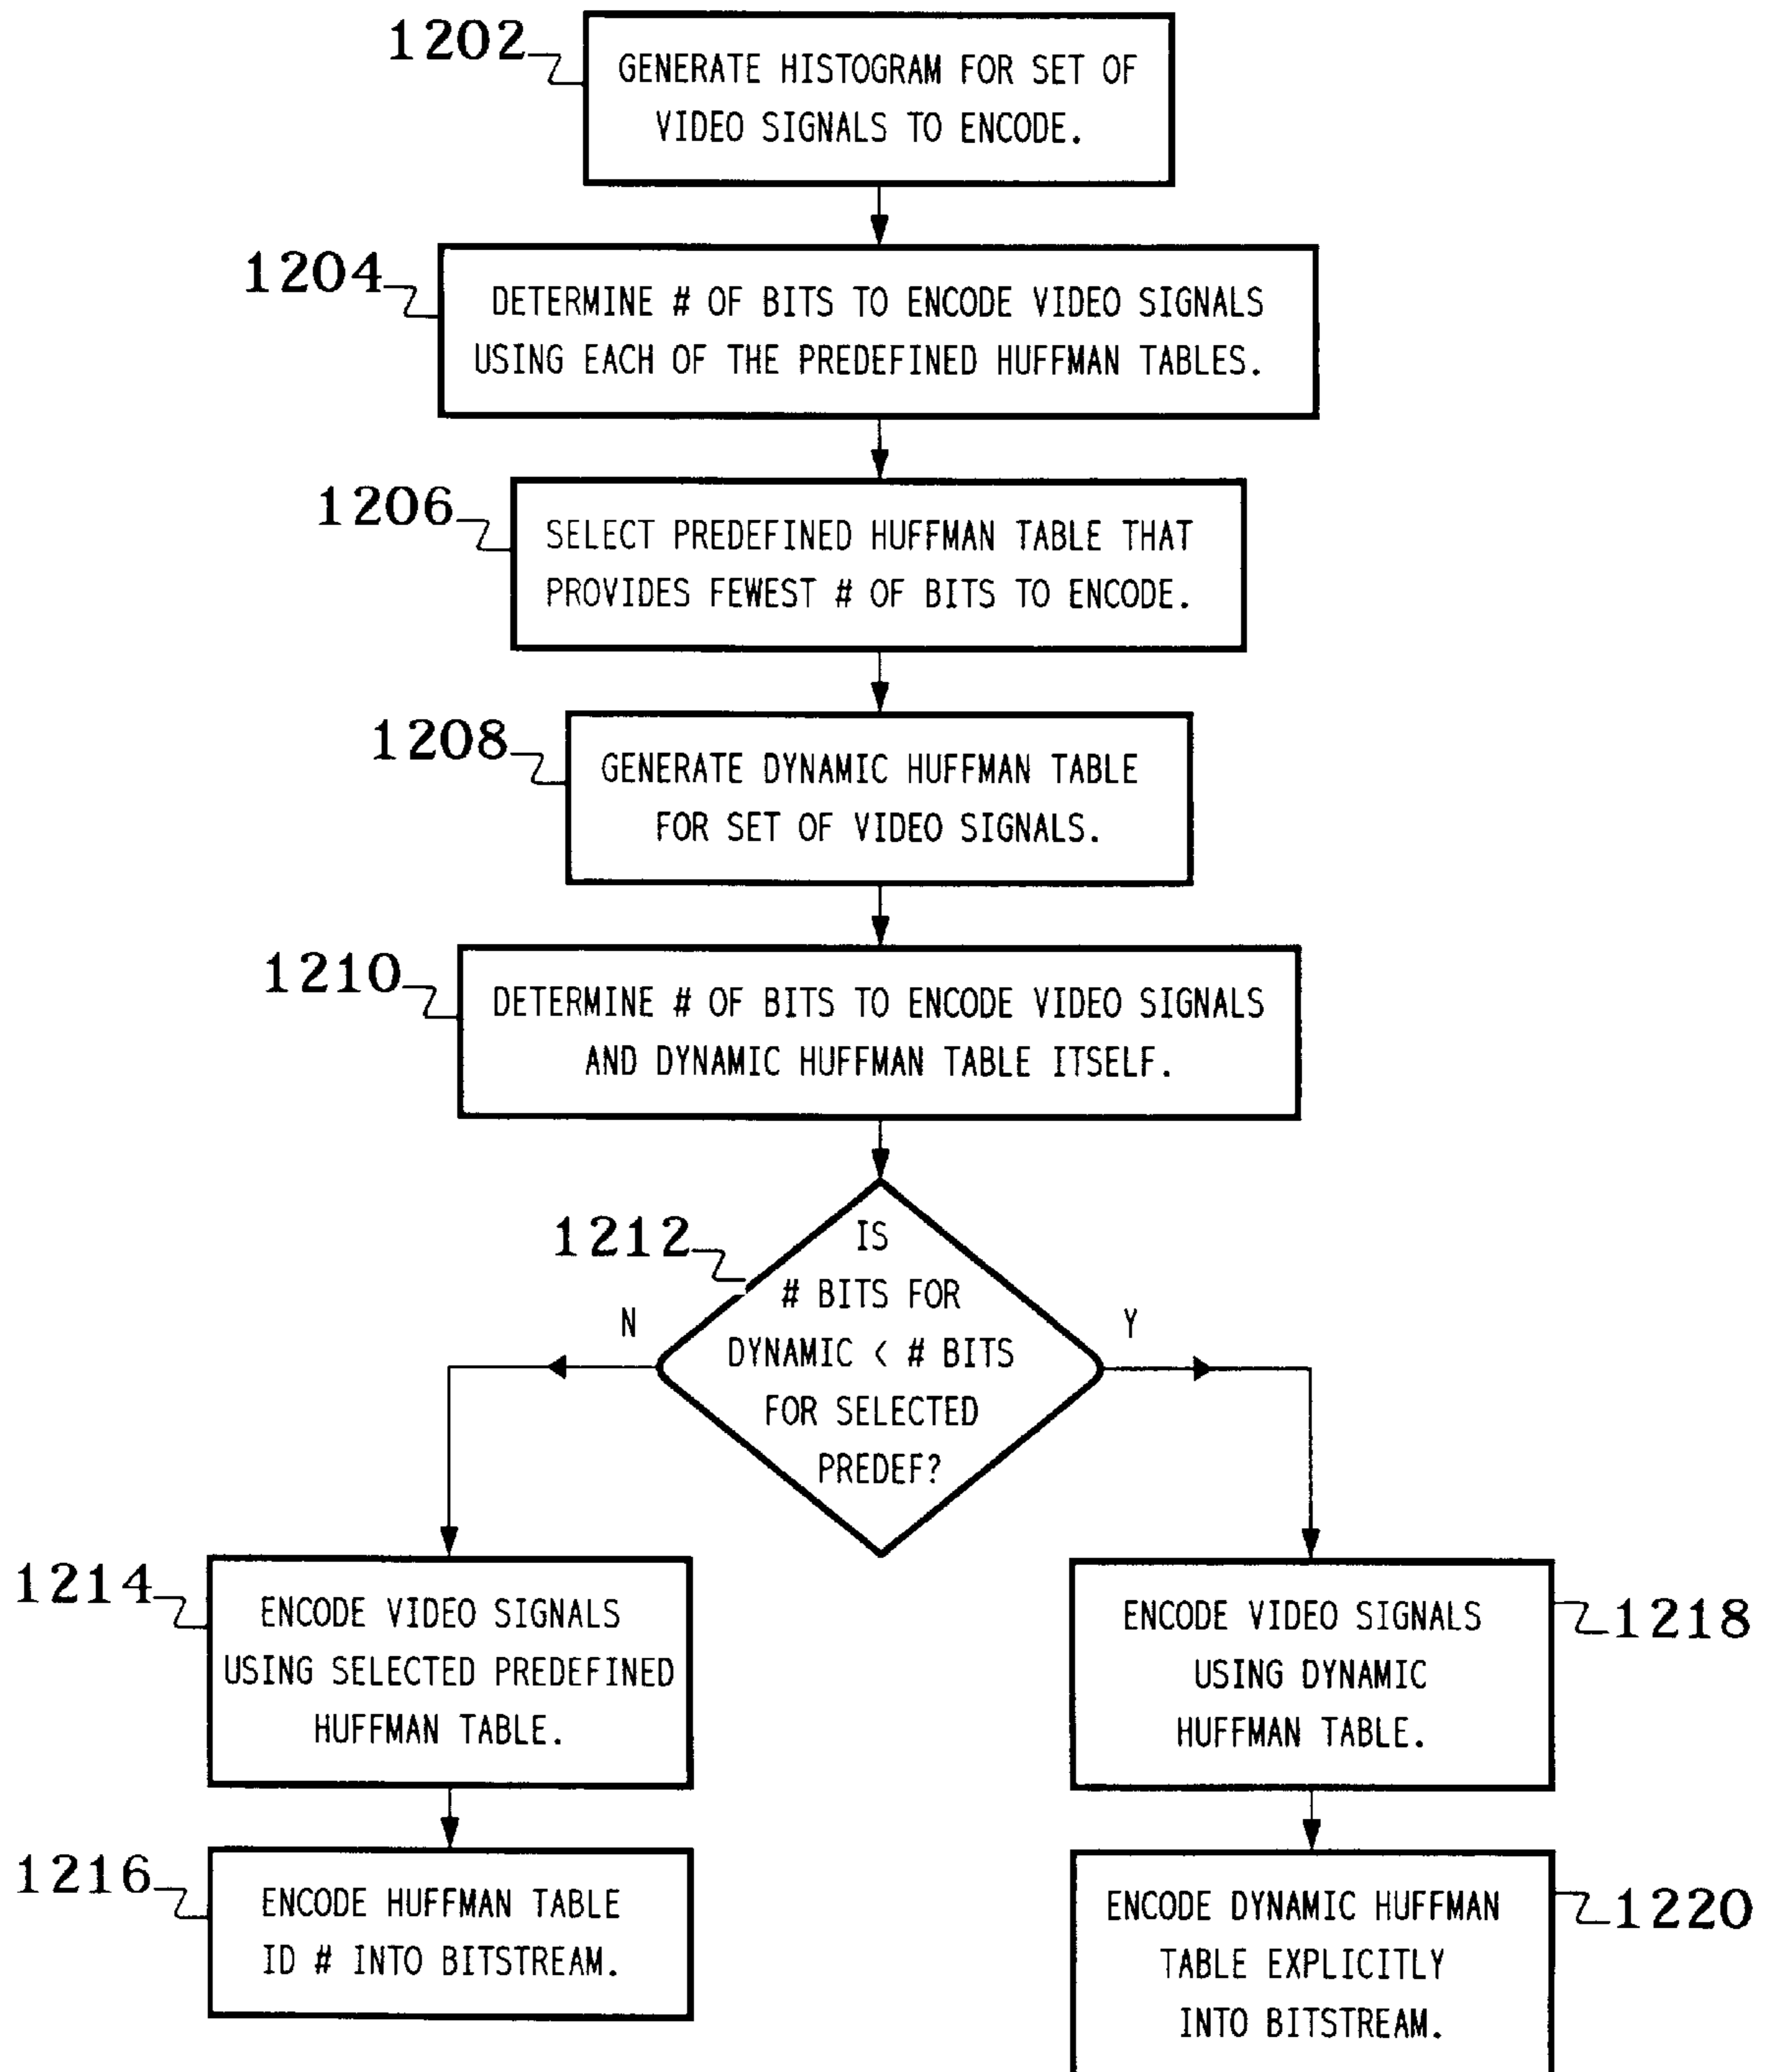 1202
GENERATE HISTOGRAM FOR SET OF
VIDEO SIGNALS TO ENCODE.
1204
DETERMINE # OF BITS TO ENCODE VIDEO SIGNALS
USING EACH OF THE PREDEFINED HUFFMAN TABLES.
1206
SELECT PREDEFINED HUFFMAN TABLE THAT
PROVIDES FEWEST # OF BITS TO ENCODE.
1208
GENERATE DYNAMIC HUFFMAN TABLE
FOR SET OF VIDEO SIGNALS.
1210
DETERMINE # OF BITS TO ENCODE VIDEO SIGNALS
AND DYNAMIC HUFFMAN TABLE ITSELF.
1212
IS
# BITS FOR
DYNAMIC < # BITS
FOR SELECTED
PREDEF?
N
Y
1214
ENCODE VIDEO SIGNALS
USING SELECTED PREDEFINED
HUFFMAN TABLE.
1216
ENCODE HUFFMAN TABLE
ID # INTO BITSTREAM.
1218
ENCODE VIDEO SIGNALS
USING DYNAMIC
HUFFMAN TABLE.
1220
ENCODE DYNAMIC HUFFMAN
TABLE EXPLICITLY
INTO BITSTREAM.